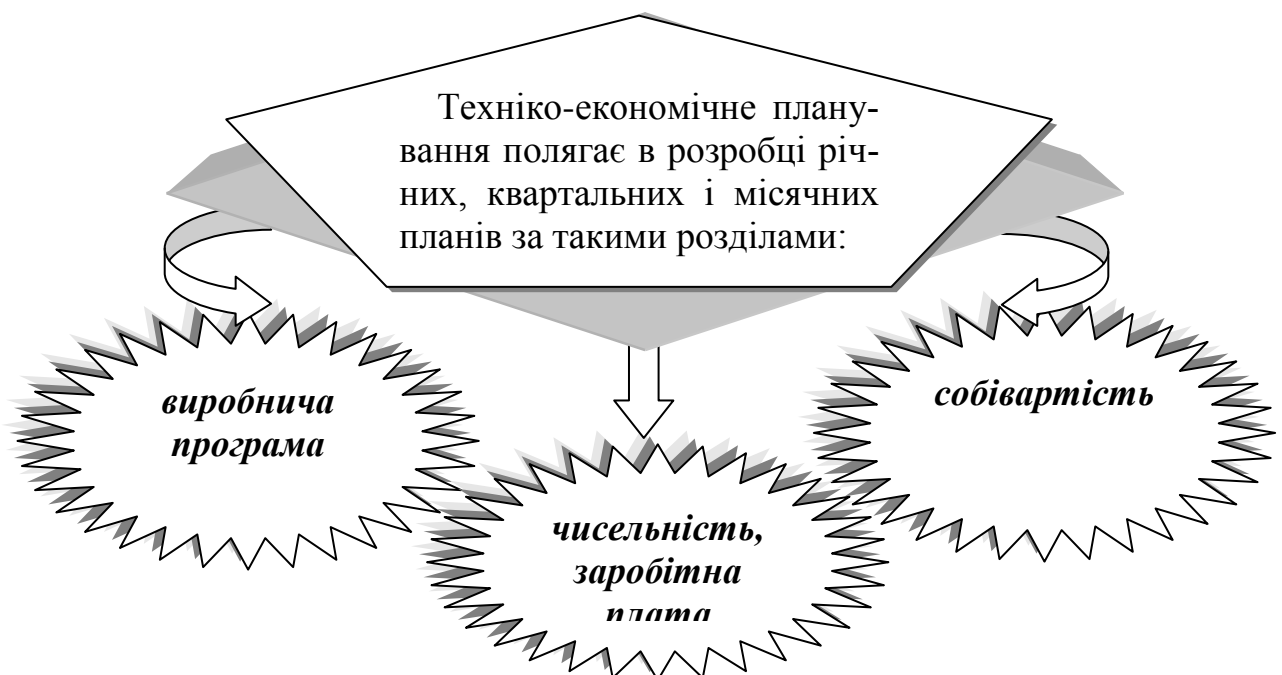 Техніко-економічне плану-
вання полягає в розробці річ-
них, квартальних і місячних
планів за такими розділами:
виробнича
програма
чисельність,
заробітна
плата
собівартість